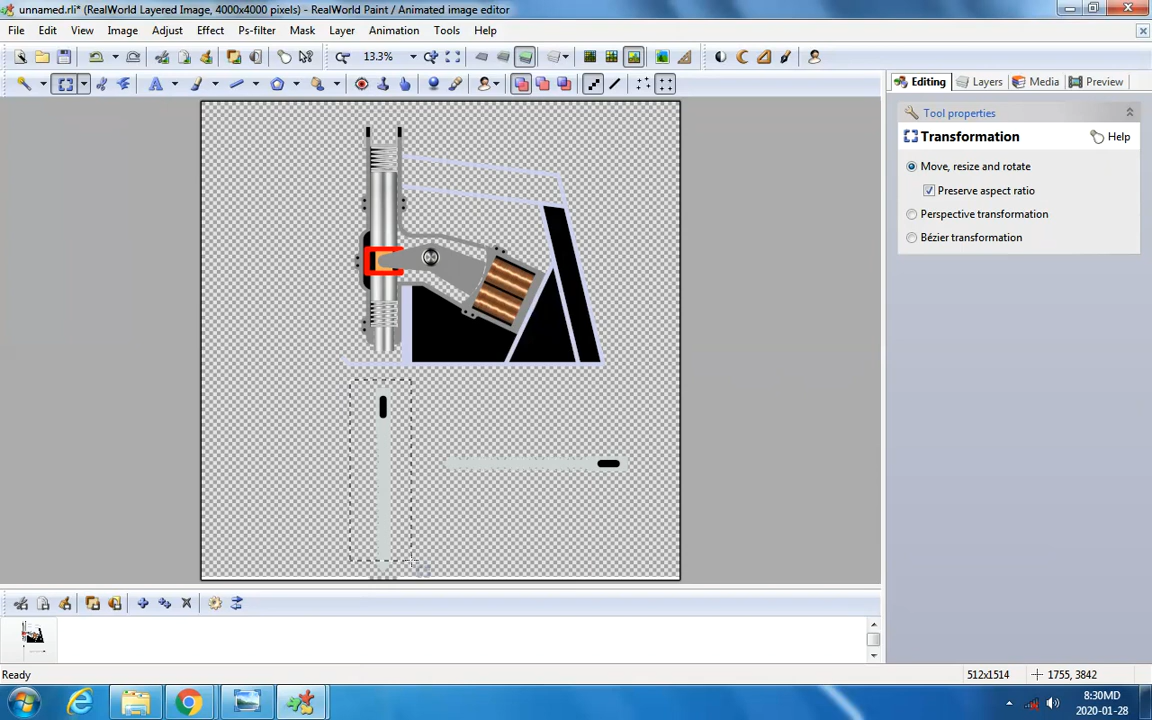 unnamed.rli* (RealWorld Layered Image, 4000x4000 pixels) - RealWorld Paint / Animated image editor
File Edit View Image Adjust Effect Ps-filter Mask Layer Animation Tools Help
13.3%
Editing Layers Media Preview
Tool properties
Transformation Help
Move, resize and rotate
Preserve aspect ratio
Perspective transformation
Bézier transformation
Ready 512x1514 1755, 3842
8:30MD
2020-01-28